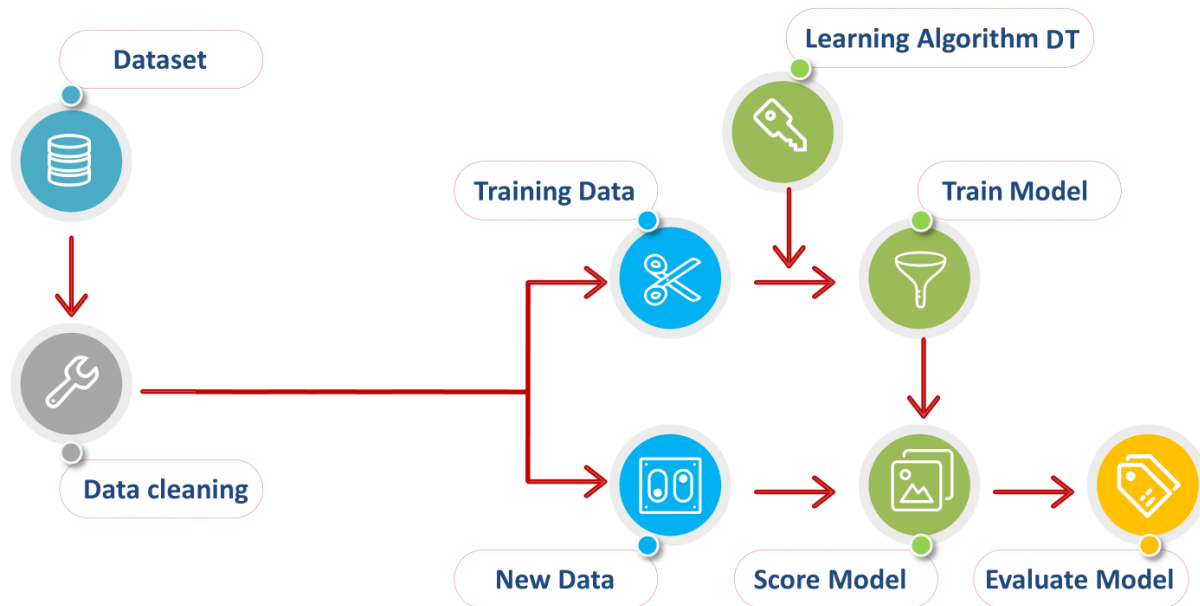 Learning Algorithm DT
Dataset
Training Data
Train Model
Data cleaning
New Data
Score Model
Evaluate Model